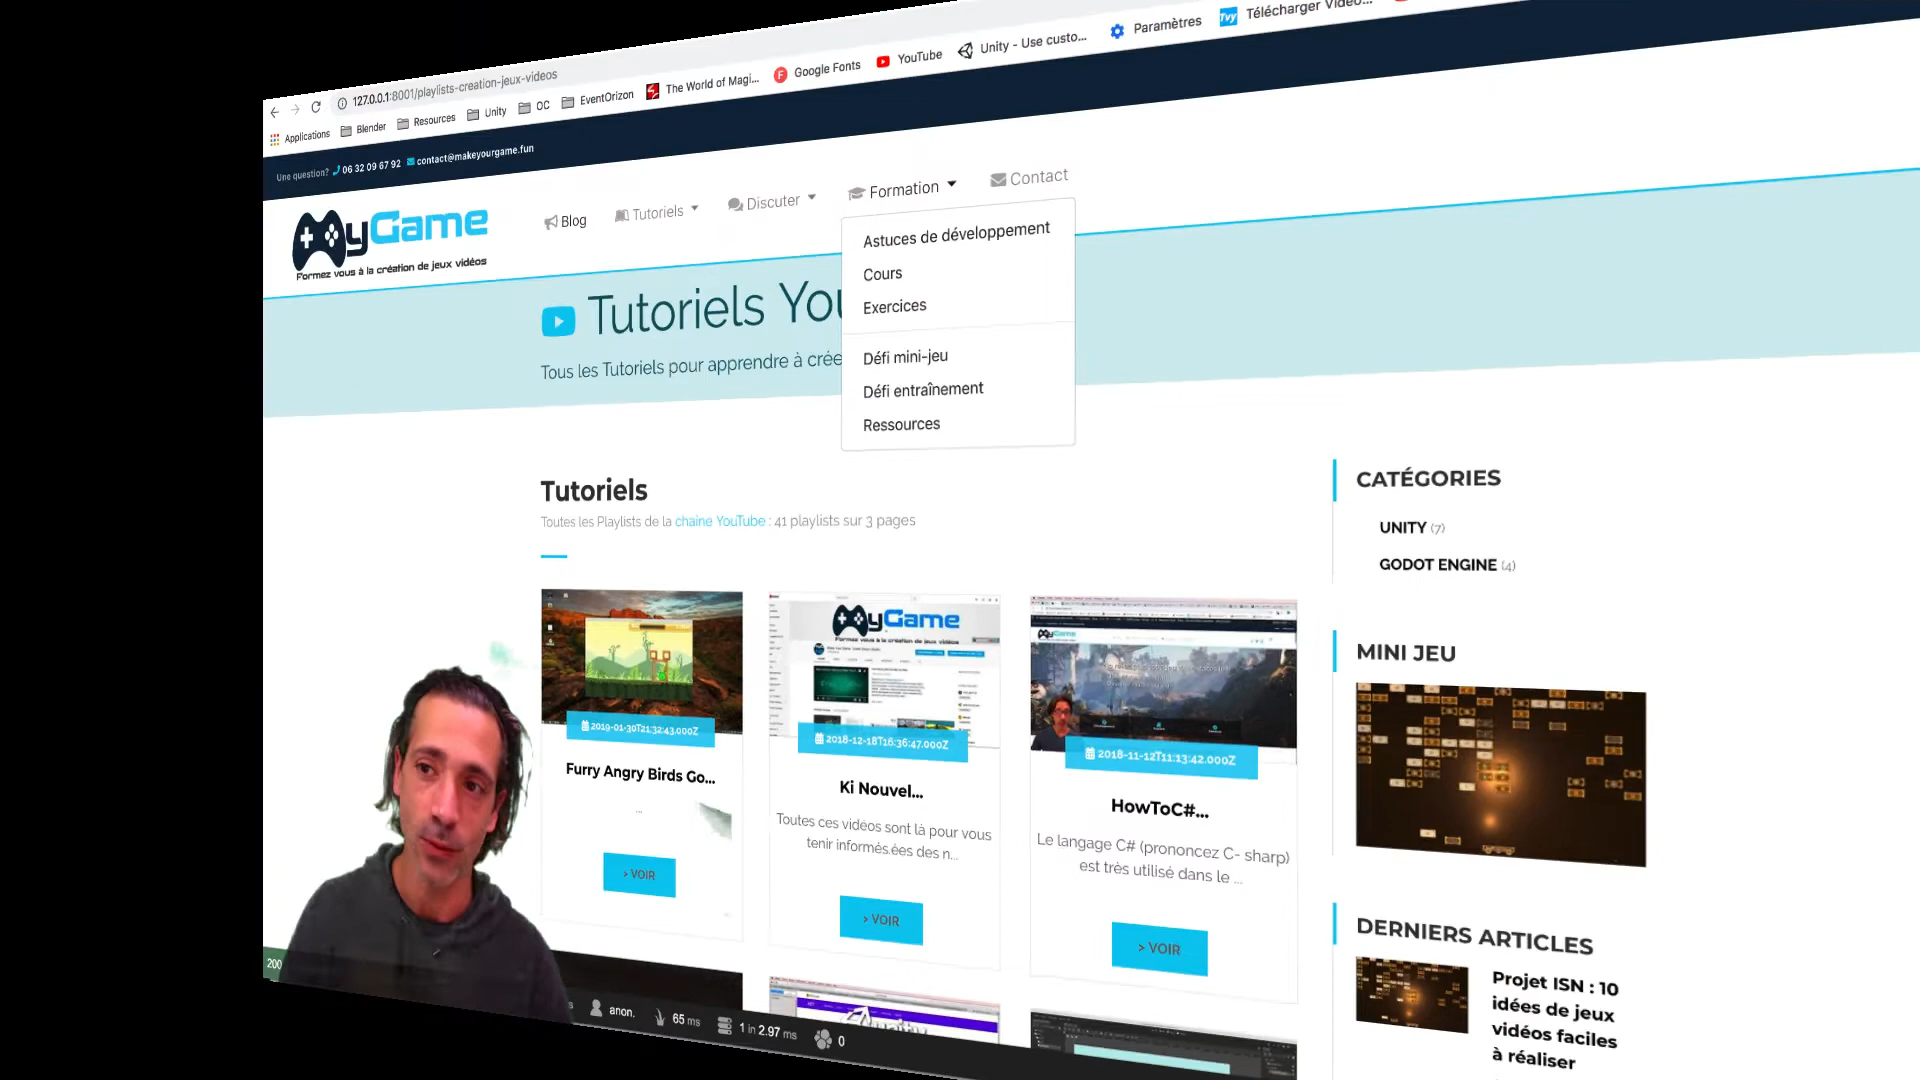 127.0.0.1:8001/playlists-creation-jeux-videos
Applications
Blender
Resources
Unity
OC
EventOrizon
The World of Magi...
Google Fonts
YouTube
Unity - Use custo...
Paramètres
Télécharger Vidéo...
Une question? 06 32 09 67 92 contact@makeyourgame.fun
MyGame
Formez vous à la création de jeux vidéos
Blog
Tutoriels
Discuter
Formation
Contact
Astuces de développement
Cours
Exercices
Défi mini-jeu
Défi entraînement
Ressources
Tutoriels You
Tous les Tutoriels pour apprendre à crée
Tutoriels
Toutes les Playlists de la chaine YouTube : 41 playlists sur 3 pages
2019-01-30T21:32:43.000Z
Furry Angry Birds Go...
...
> VOIR
MyGame
Formez vous à la création de jeux vidéos
2018-12-18T16:36:47.000Z
Ki Nouvel...
Toutes ces vidéos sont là pour vous
tenir informés.ées des n...
> VOIR
2018-11-12T11:13:42.000Z
HowToC#...
Le langage C# (prononcez C- sharp)
est très utilisé dans le ...
> VOIR
CATÉGORIES
UNITY (7)
GODOT ENGINE (4)
MINI JEU
DERNIERS ARTICLES
Projet ISN : 10
idées de jeux
vidéos faciles
à réaliser
200
anon.
65 ms
1 in 2.97 ms
0